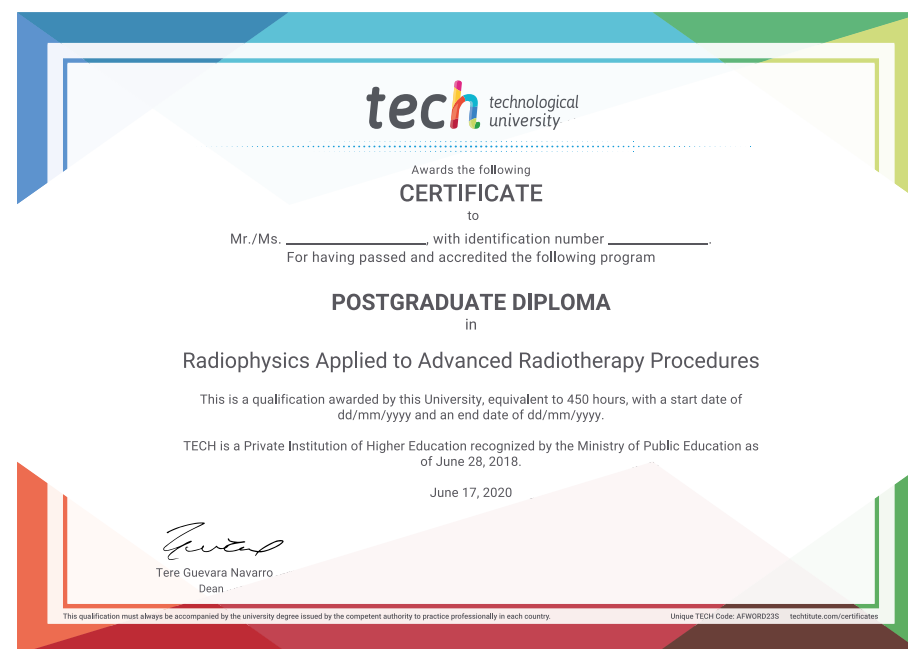 tech technological
university
Awards the following
CERTIFICATE
to
Mr./Ms. ____________, with identification number ____________.
For having passed and accredited the following program
POSTGRADUATE DIPLOMA
in
Radiophysics Applied to Advanced Radiotherapy Procedures
This is a qualification awarded by this University, equivalent to 450 hours, with a start date of
dd/mm/yyyy and an end date of dd/mm/yyyy.
TECH is a Private Institution of Higher Education recognized by the Ministry of Public Education as
of June 28, 2018.
June 17, 2020
Tere Guevara Navarro
Dean
This qualification must always be accompanied by the university degree issued by the competent authority to practice professionally in each country. Unique TECH Code: AFWORD23S techtitute.com/certificates